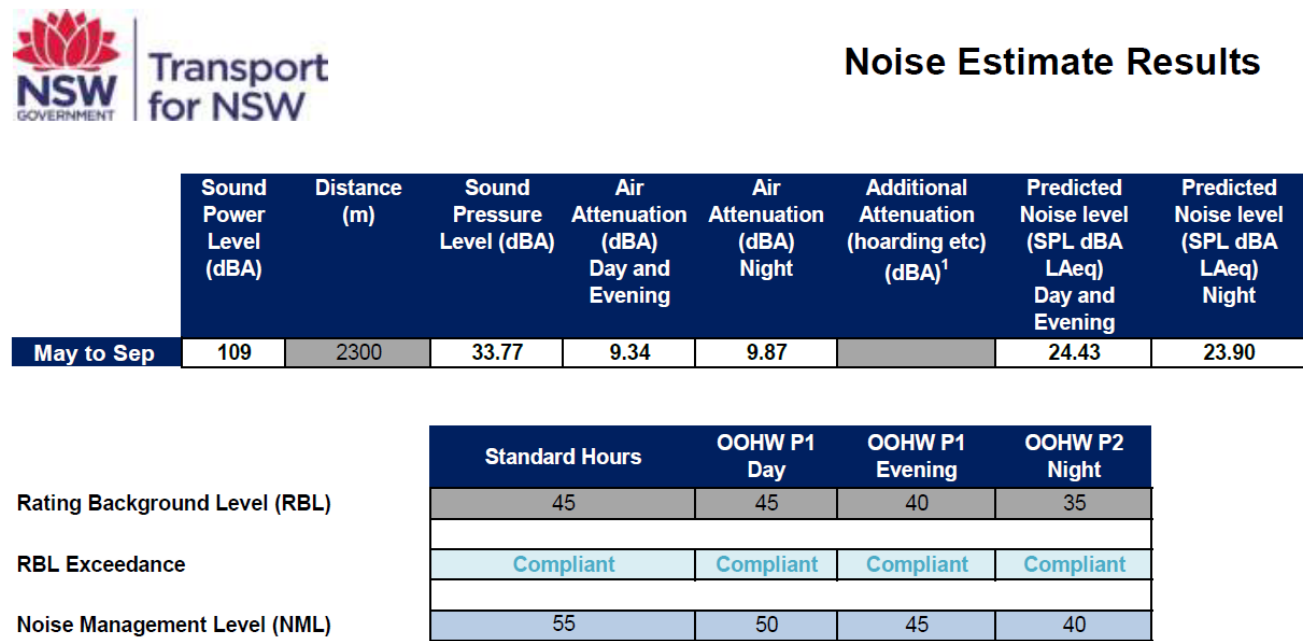 NSW
GOVERNMENT
Transport
for NSW
Noise Estimate Results
Sound Power Level (dBA) Distance (m) Sound Pressure Level (dBA) Air Attenuation (dBA) Day and Evening Air Attenuation (dBA) Night Additional Attenuation (hoarding etc) (dBA)1 Predicted Noise level (SPL dBA LAeq) Day and Evening Predicted Noise level (SPL dBA LAeq) Night
May to Sep 109 2300 33.77 9.34 9.87 24.43 23.90
Standard Hours OOHW P1 Day OOHW P1 Evening OOHW P2 Night
Rating Background Level (RBL) 45 45 40 35
RBL Exceedance Compliant Compliant Compliant Compliant
Noise Management Level (NML) 55 50 45 40